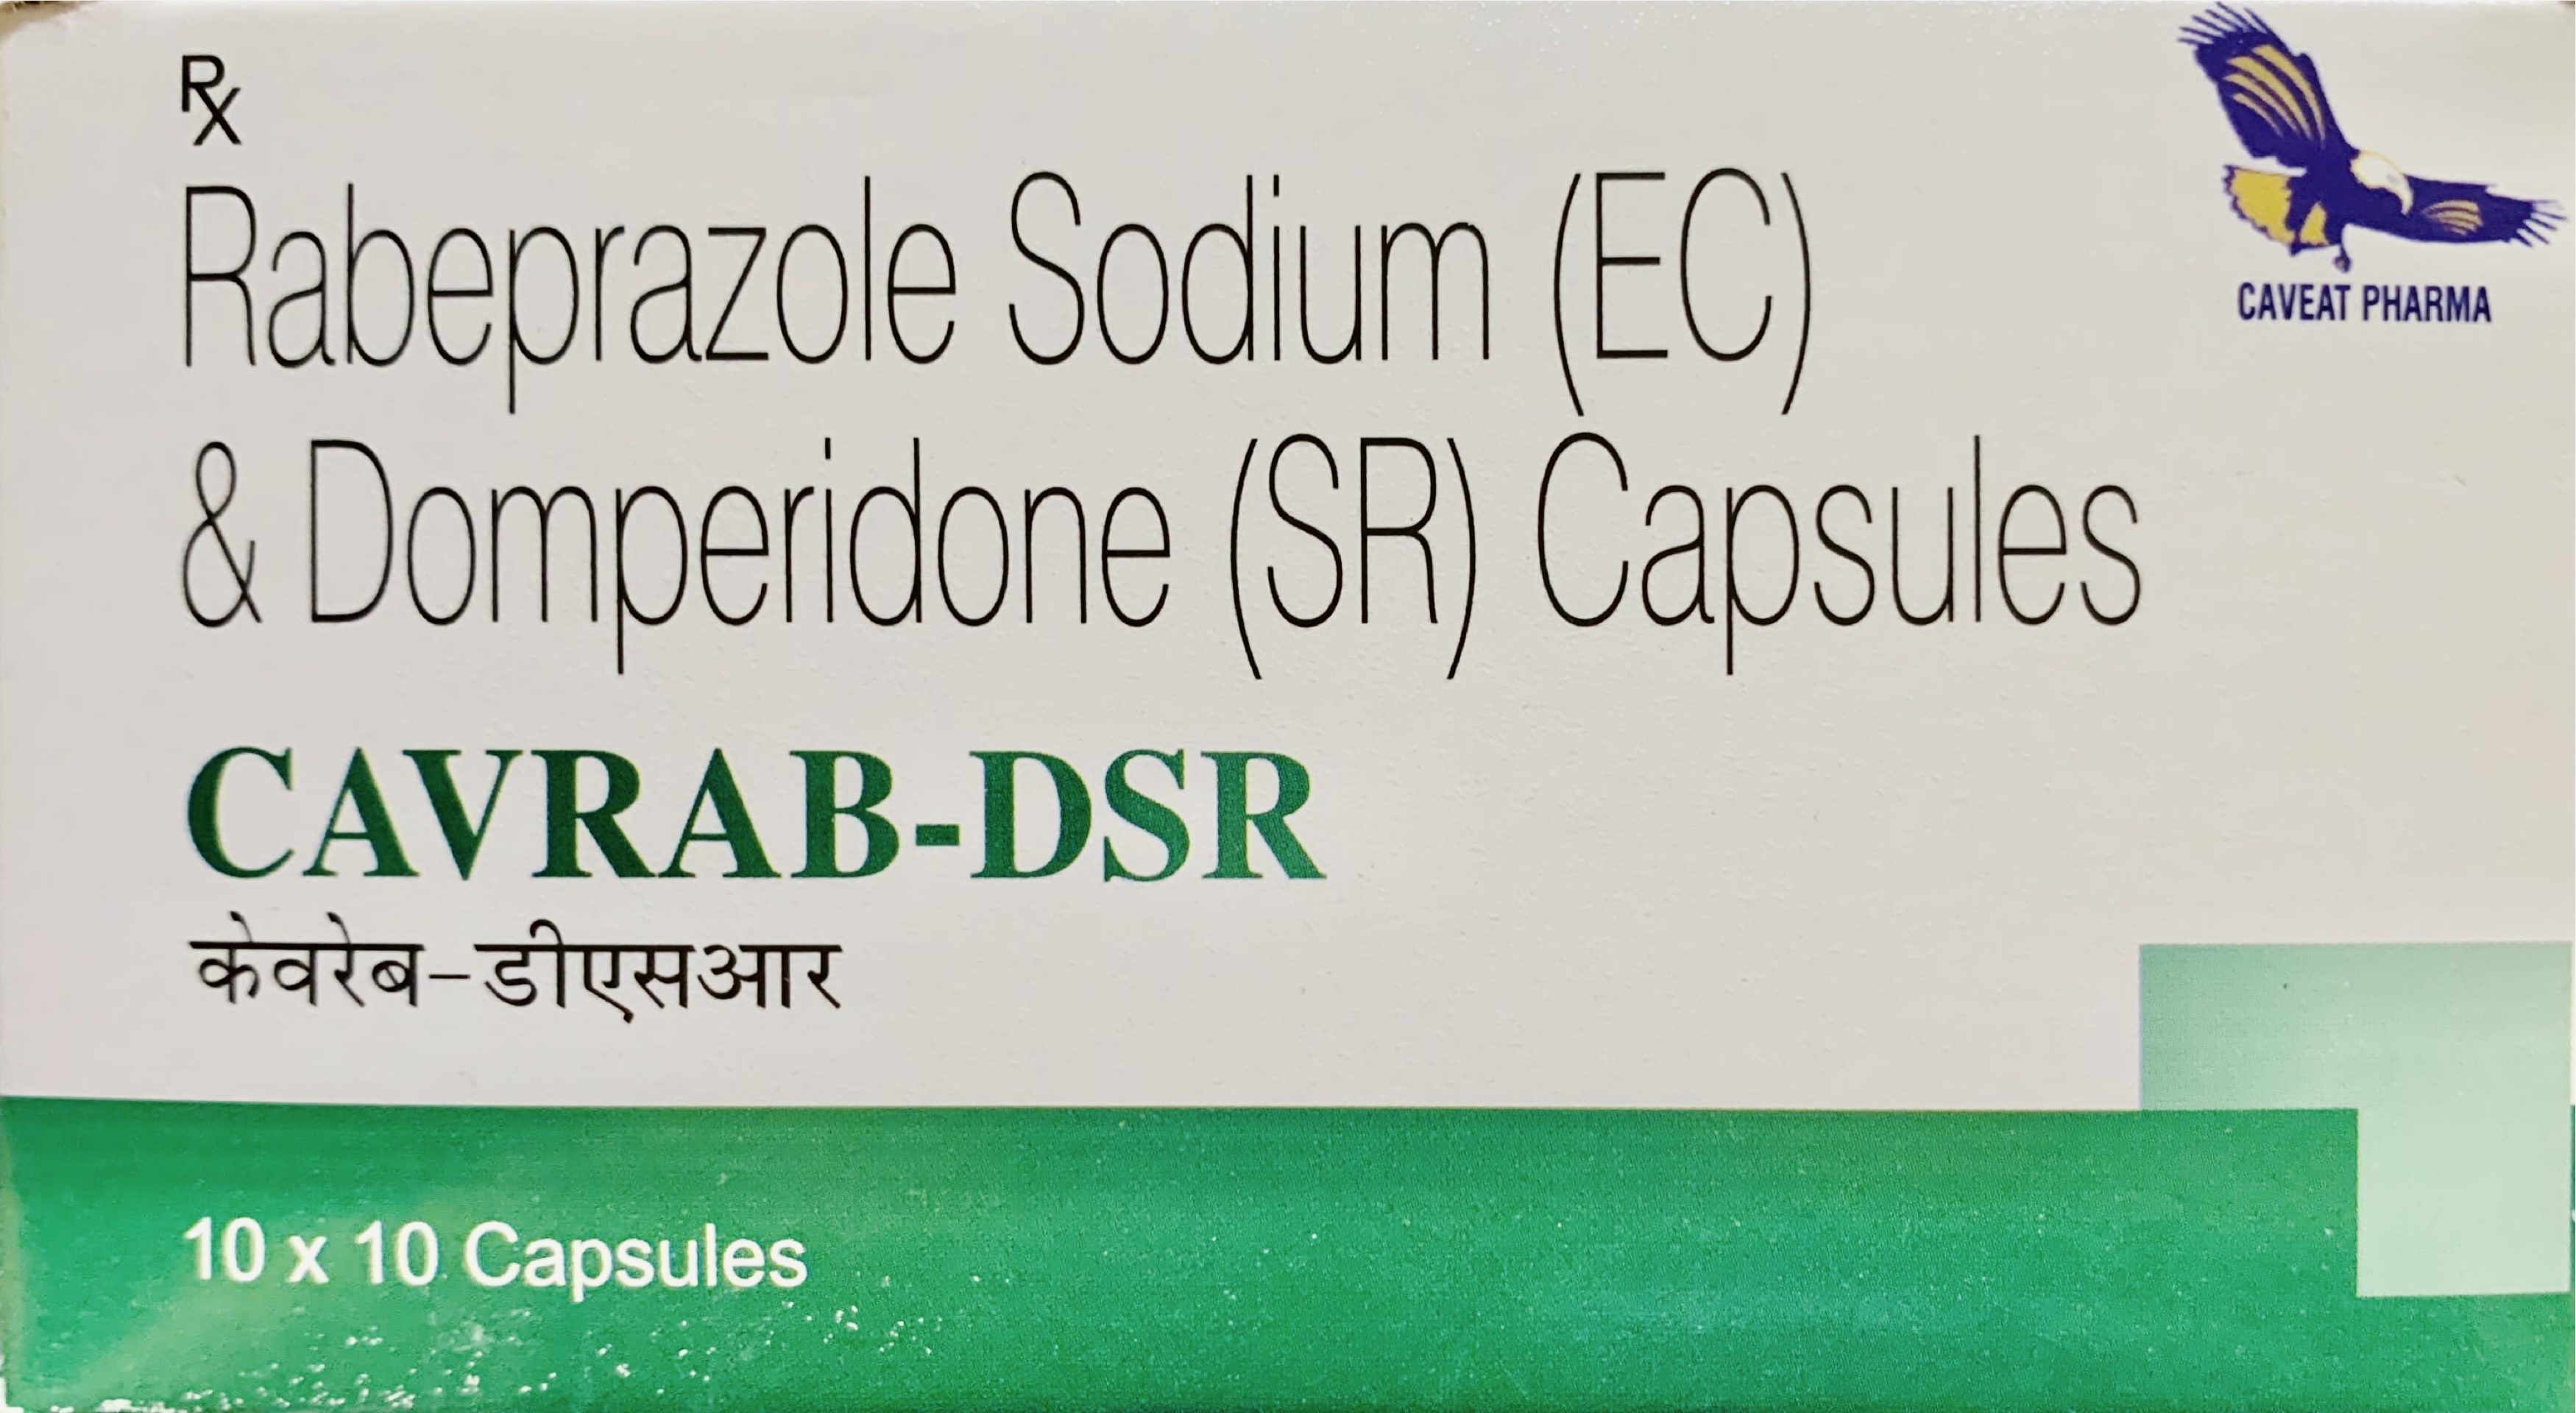 Rx
Rabeprazole Sodium (EC)
& Domperidone (SR) Capsules
CAVRAB-DSR
केवरेब-डीएसआर
10 x 10 Capsules
CAVEAT PHARMA